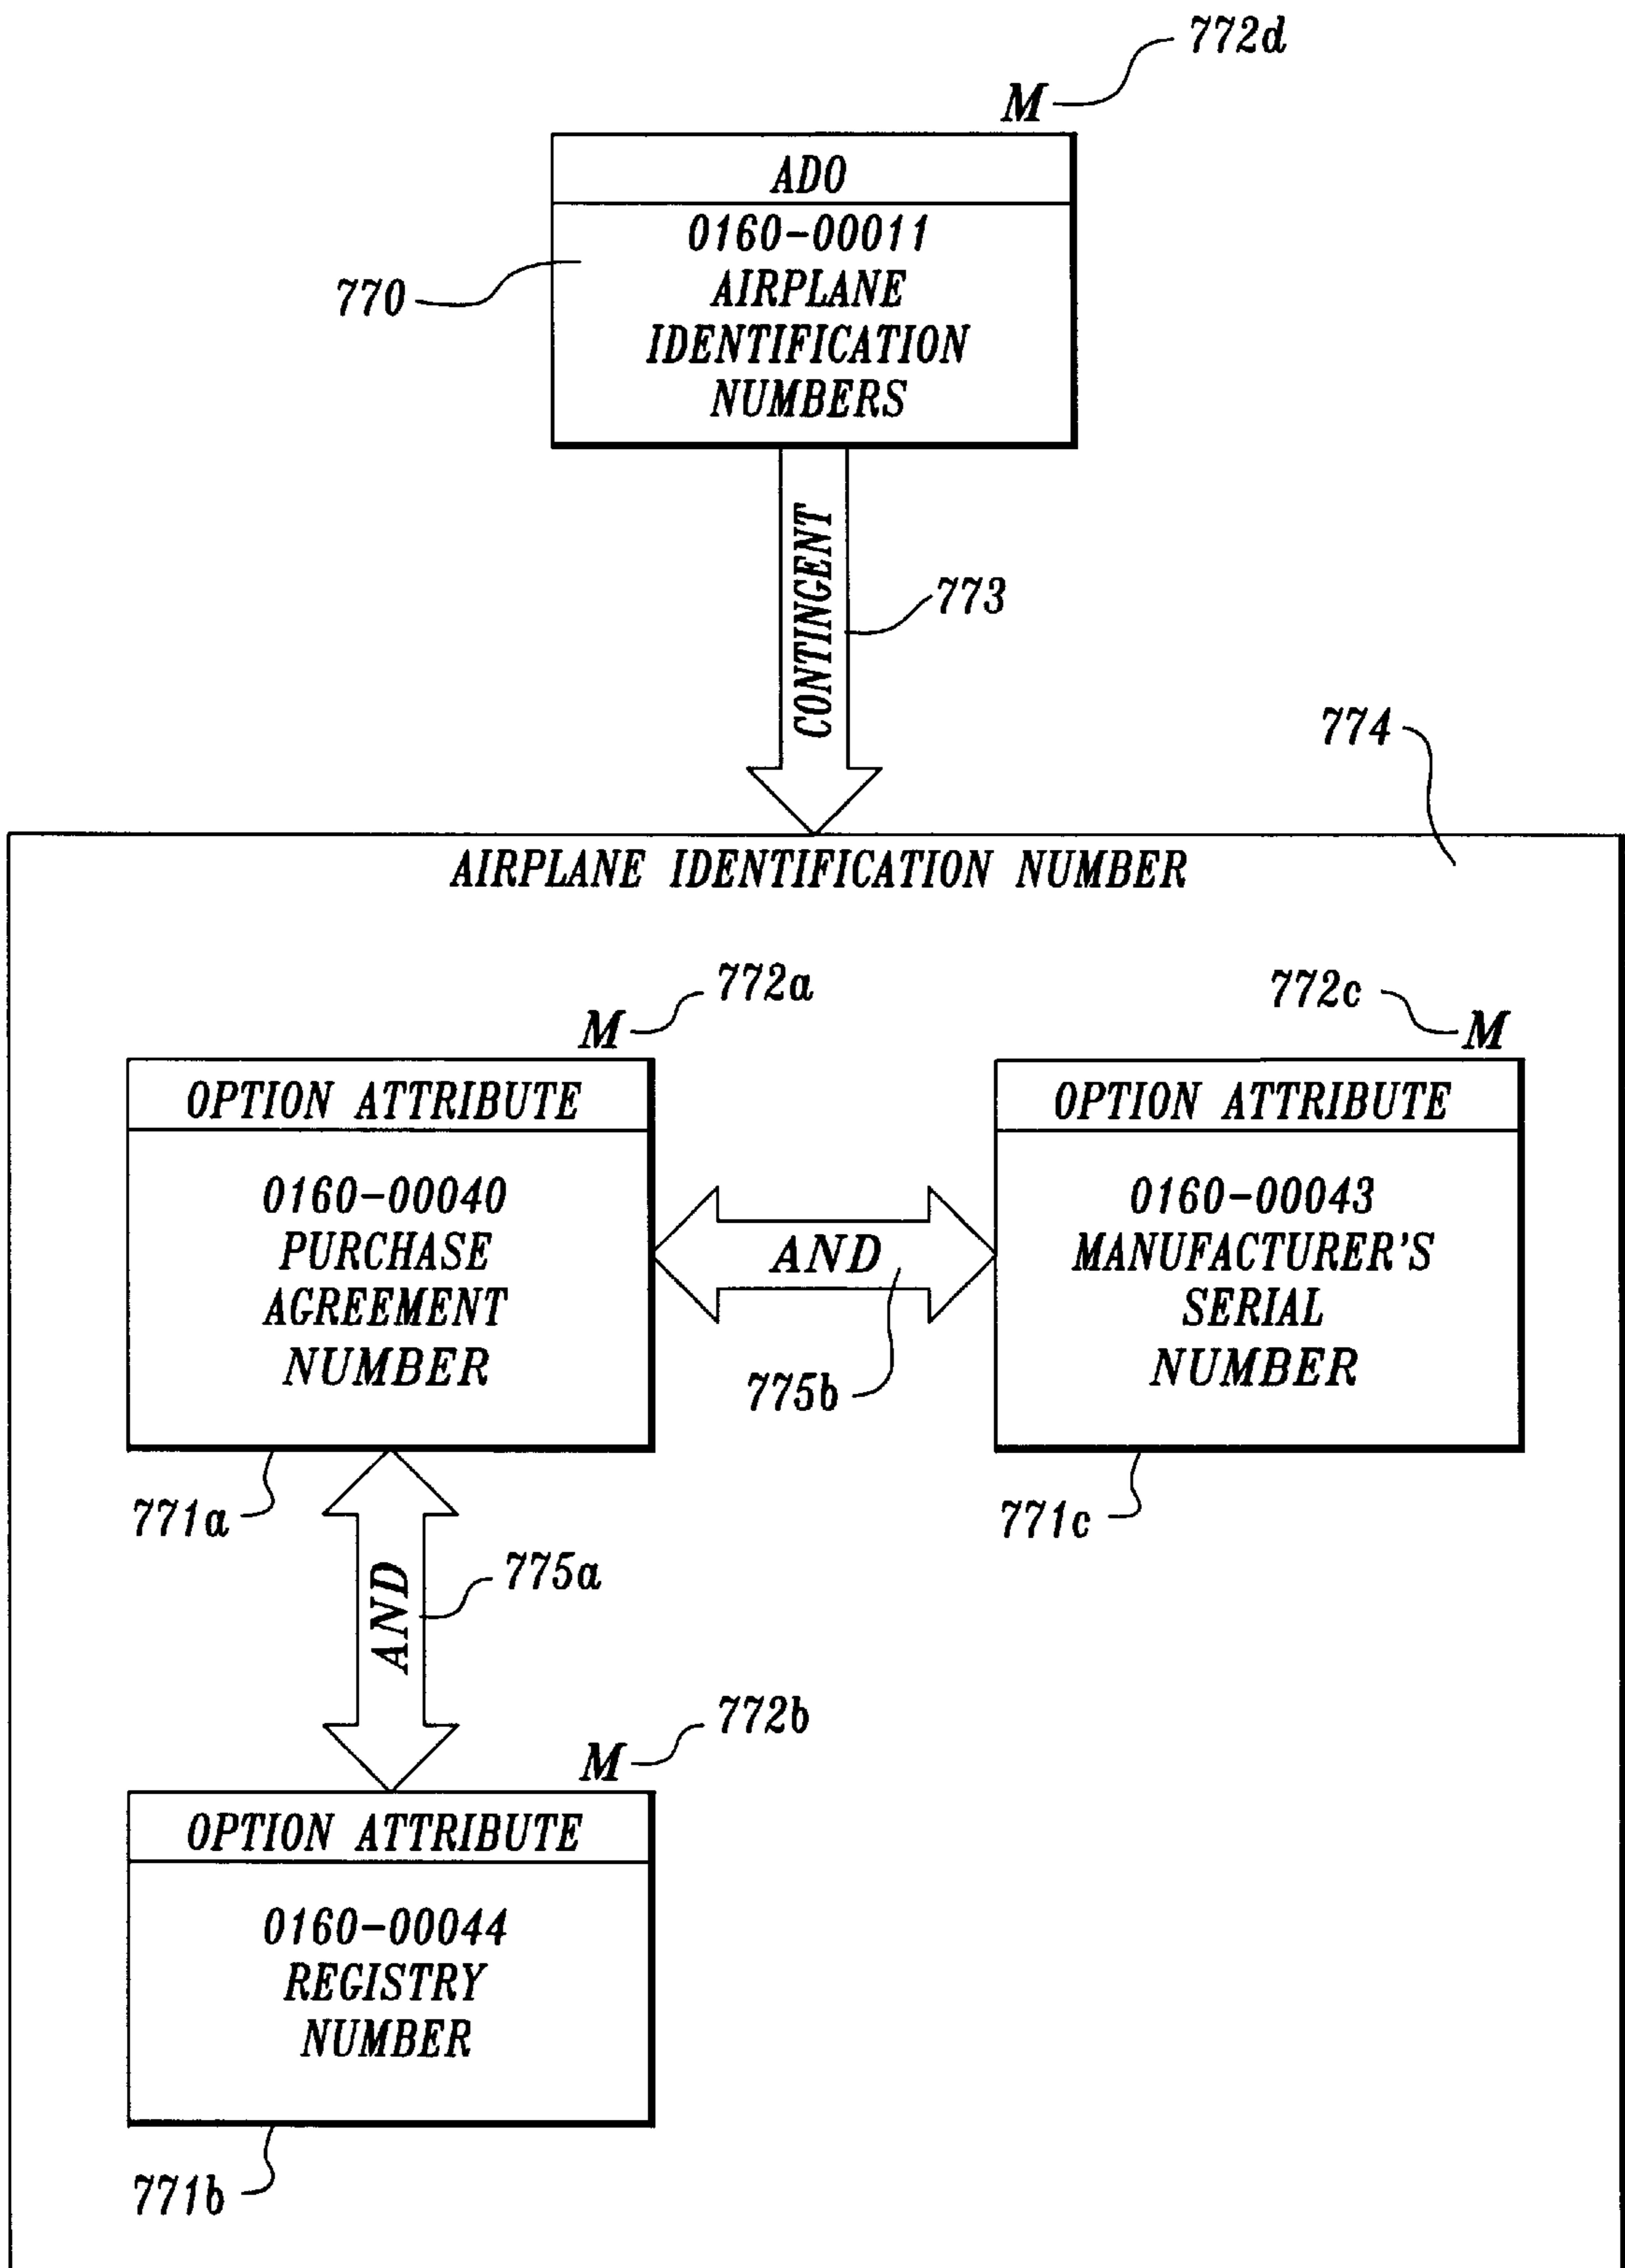 772d
M
ADO
0160-00011
AIRPLANE
IDENTIFICATION
NUMBERS
770
CONTINGENT
773
774
AIRPLANE IDENTIFICATION NUMBER
772a
M
OPTION ATTRIBUTE
0160-00040
PURCHASE
AGREEMENT
NUMBER
771a
AND
775b
772c
M
OPTION ATTRIBUTE
0160-00043
MANUFACTURER'S
SERIAL
NUMBER
771c
AND
775a
772b
M
OPTION ATTRIBUTE
0160-00044
REGISTRY
NUMBER
771b